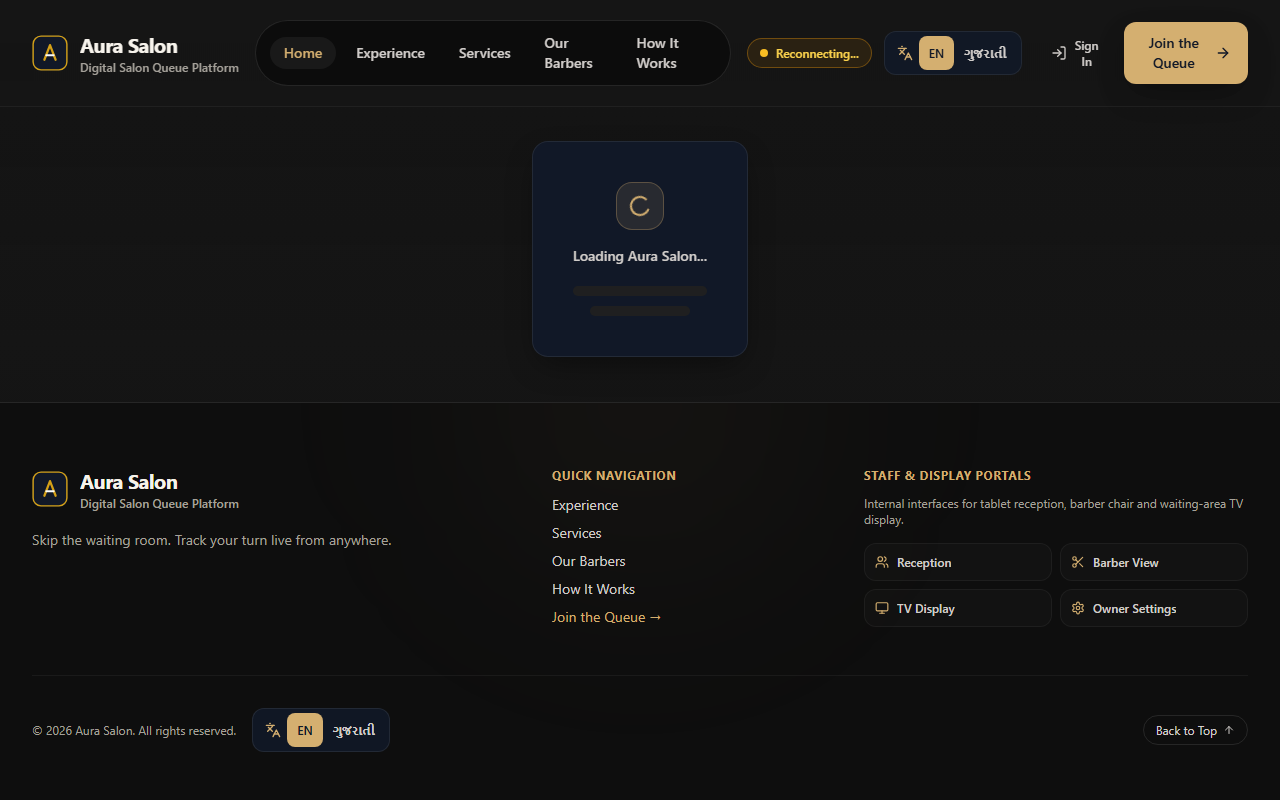 Aura Salon
Digital Salon Queue Platform
Home
Experience
Services
Our
Barbers
How It
Works
Reconnecting...
EN
ગુજરાતી
Sign
In
Join the
Queue
Loading Aura Salon...
Aura Salon
Digital Salon Queue Platform
Skip the waiting room. Track your turn live from anywhere.
QUICK NAVIGATION
Experience
Services
Our Barbers
How It Works
Join the Queue →
STAFF & DISPLAY PORTALS
Internal interfaces for tablet reception, barber chair and waiting-area TV
display.
Reception
Barber View
TV Display
Owner Settings
© 2026 Aura Salon. All rights reserved.
EN
ગુજરાતી
Back to Top ↑